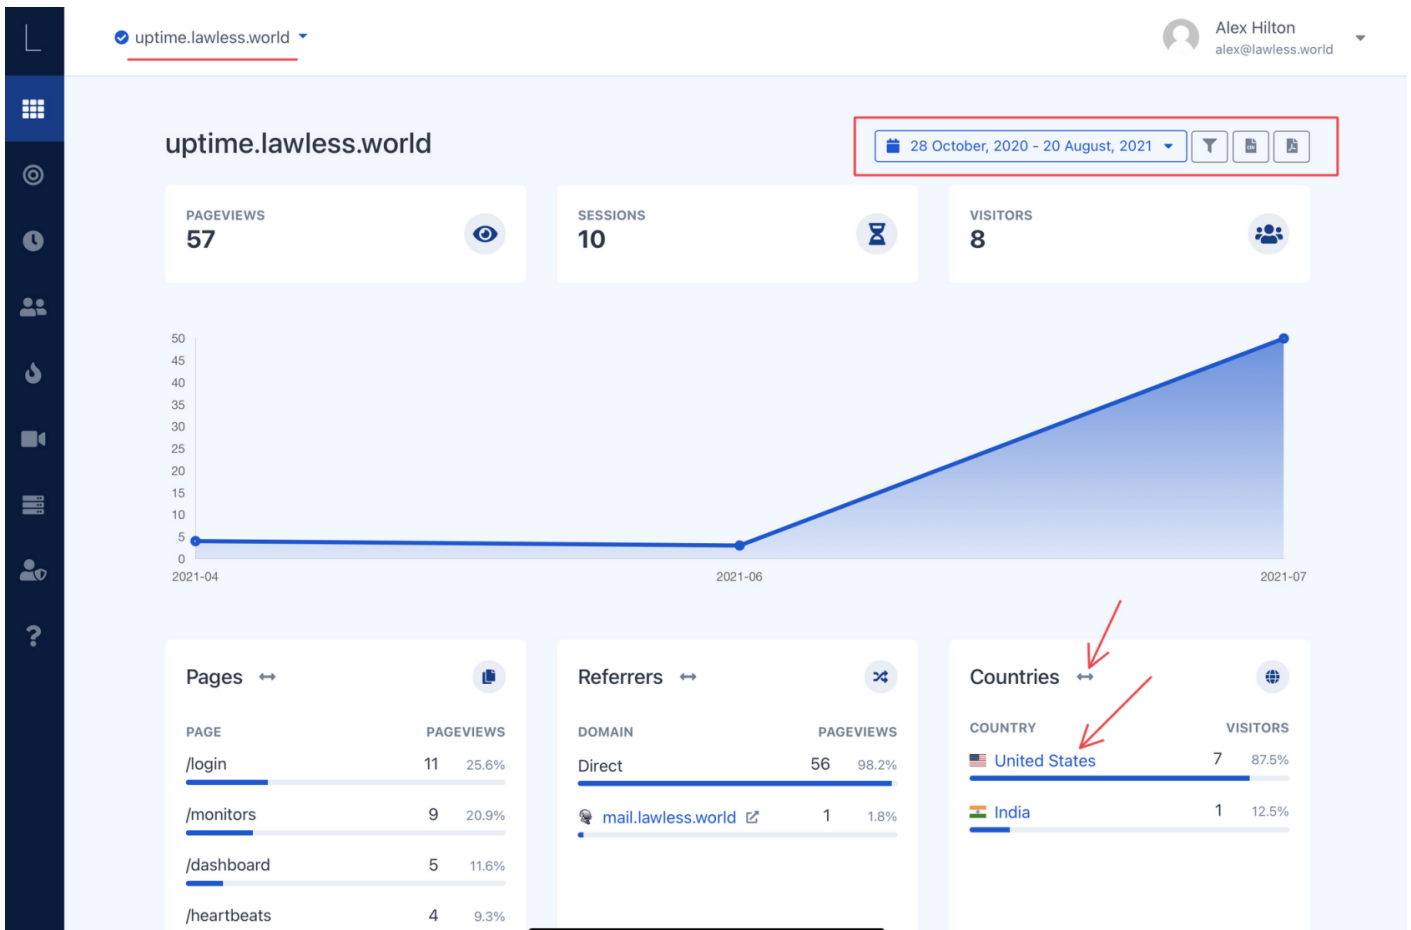 L
uptime.lawless.world
Alex Hilton
alex@lawless.world
uptime.lawless.world
28 October, 2020 - 20 August, 2021
PAGEVIEWS
57
SESSIONS
10
VISITORS
8
50
45
40
35
30
25
20
15
10
5
0
2021-04 2021-06 2021-07
Pages
PAGE PAGEVIEWS
/login 11 25.6%
/monitors 9 20.9%
/dashboard 5 11.6%
/heartbeats 4 9.3%
Referrers
DOMAIN PAGEVIEWS
Direct 56 98.2%
mail.lawless.world 1 1.8%
Countries
COUNTRY VISITORS
United States 7 87.5%
India 1 12.5%
?